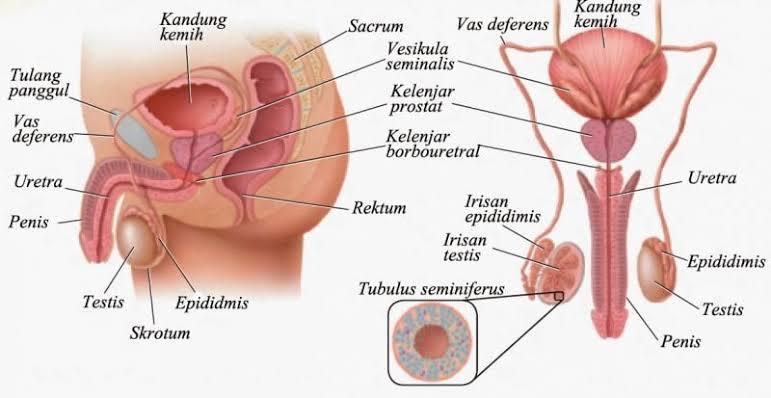 Kandung
kemih
Sacrum
Tulang
panggul
Vas
deferens
Uretra
Penis
Testis
Epididmis
Skrotum
Rektum
Vesikula
seminalis
Kelenjar
prostat
Kelenjar
borbouretral
Vas deferens
Kandung
kemih
Uretra
Irisan
epididimis
Irisan
testis
Tubulus seminiferus
Epididimis
Testis
Penis